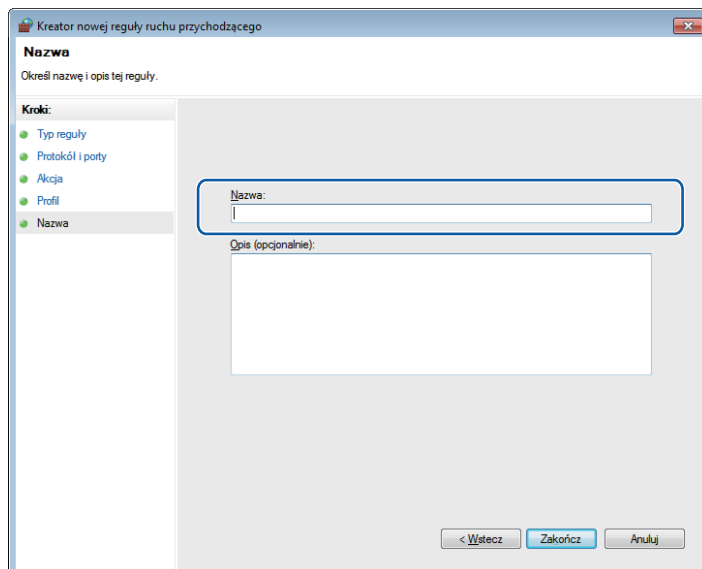 Kreator nowej reguły ruchu przychodzącego
Nazwa
Określ nazwę i opis tej reguły.
Kroki:
Typ reguły
Protokół i porty
Akcja
Profil
Nazwa
Nazwa:
Opis (opcjonalnie):
< Wstecz
Zakończ
Anuluj